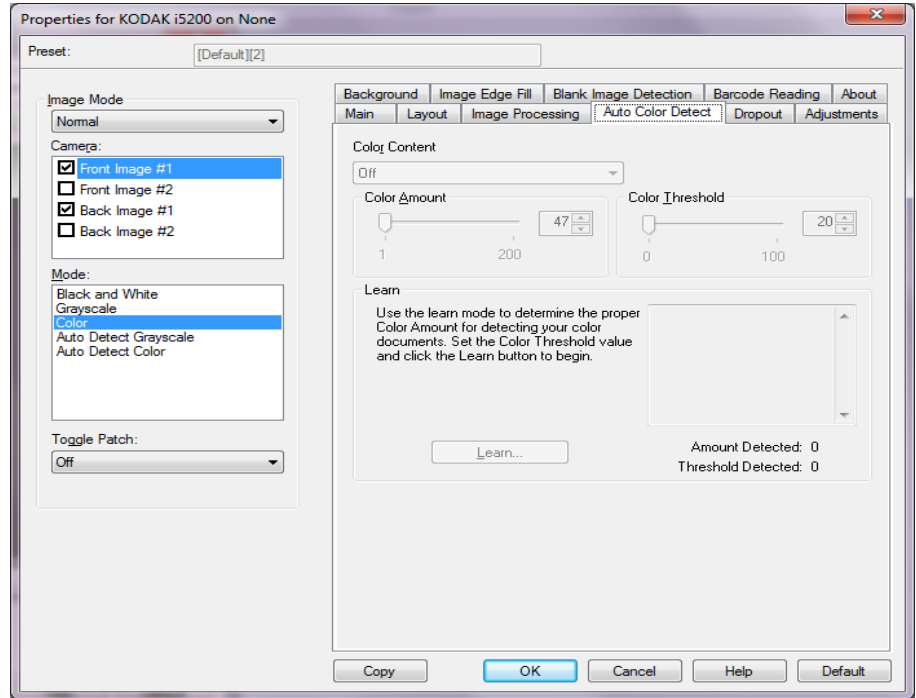 Properties for KODAK i5200 on None
Preset:
[Default][2]
Image Mode
Normal
Camera:
Front Image #1
Front Image #2
Back Image #1
Back Image #2
Mode:
Black and White
Grayscale
Color
Auto Detect Grayscale
Auto Detect Color
Toggle Patch:
Off
Background Image Edge Fill Blank Image Detection Barcode Reading About
Main Layout Image Processing Auto Color Detect Dropout Adjustments
Color Content
Off
Color Amount
47
1 200
Color Threshold
20
0 100
Learn
Use the learn mode to determine the proper
Color Amount for detecting your color
documents. Set the Color Threshold value
and click the Learn button to begin.
Learn...
Amount Detected: 0
Threshold Detected: 0
Copy OK Cancel Help Default